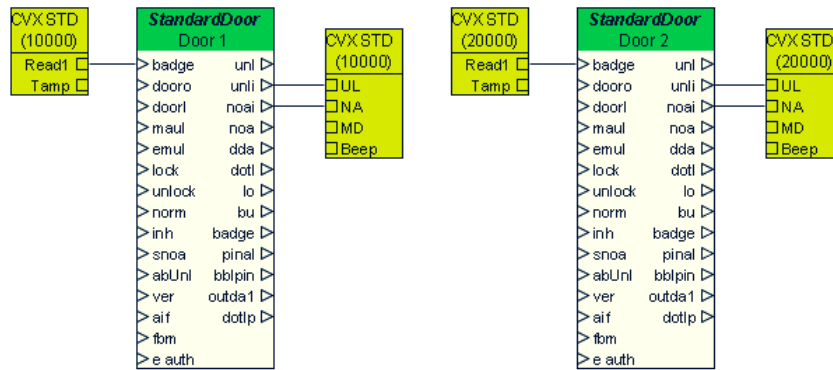 CVX STD
(10000)
Read1
Tamp
StandardDoor
Door 1
badge unl
dooro unli
doorl noai
maul noa
emul dda
lock dotl
unlock lo
norm bu
inh badge
snoa pinal
abUnl bblpin
ver outda1
aif dotlp
fbm
e auth
CVX STD
(10000)
UL
NA
MD
Beep
CVX STD
(20000)
Read1
Tamp
StandardDoor
Door 2
badge unl
dooro unli
doorl noai
maul noa
emul dda
lock dotl
unlock lo
norm bu
inh badge
snoa pinal
abUnl bblpin
ver outda1
aif dotlp
fbm
e auth
CVX STD
(20000)
UL
NA
MD
Beep